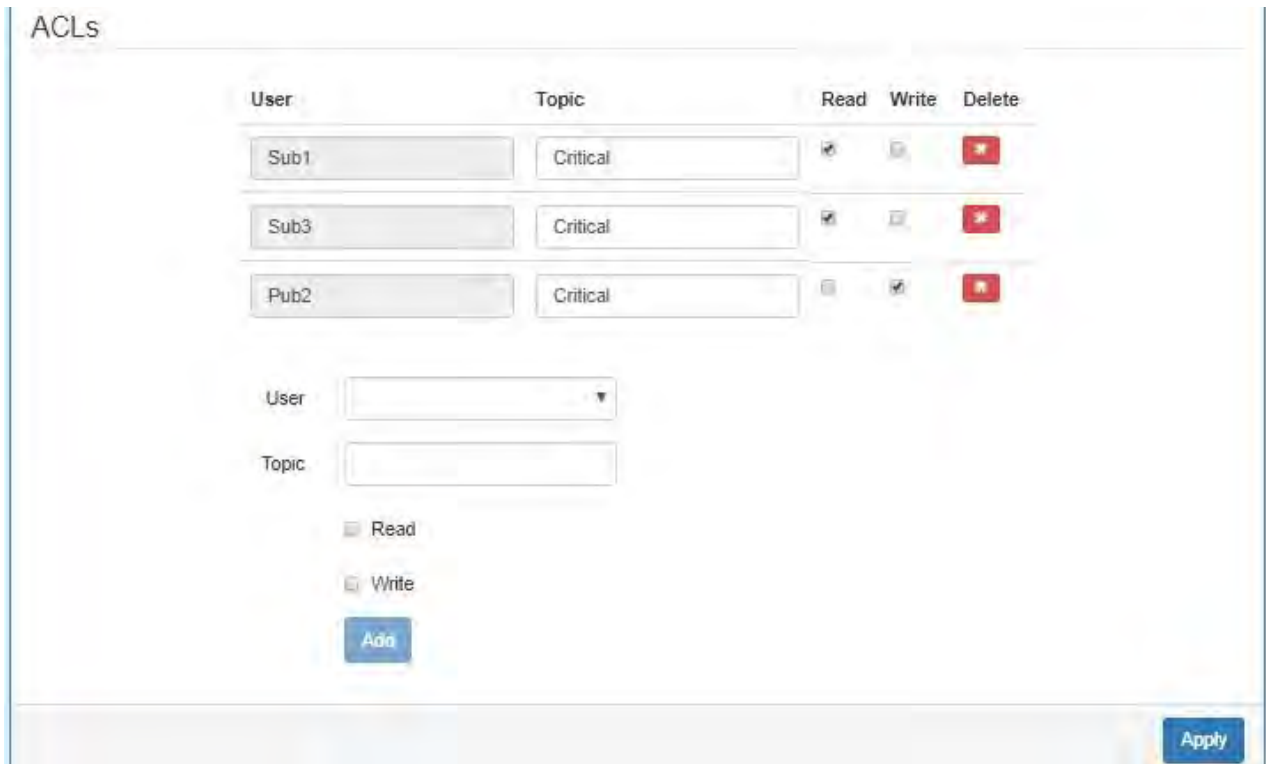 ACLs
User Topic Read Write Delete
Sub1 Critical
Sub3 Critical
Pub2 Critical
User
Topic
Read
Write
Add
Apply